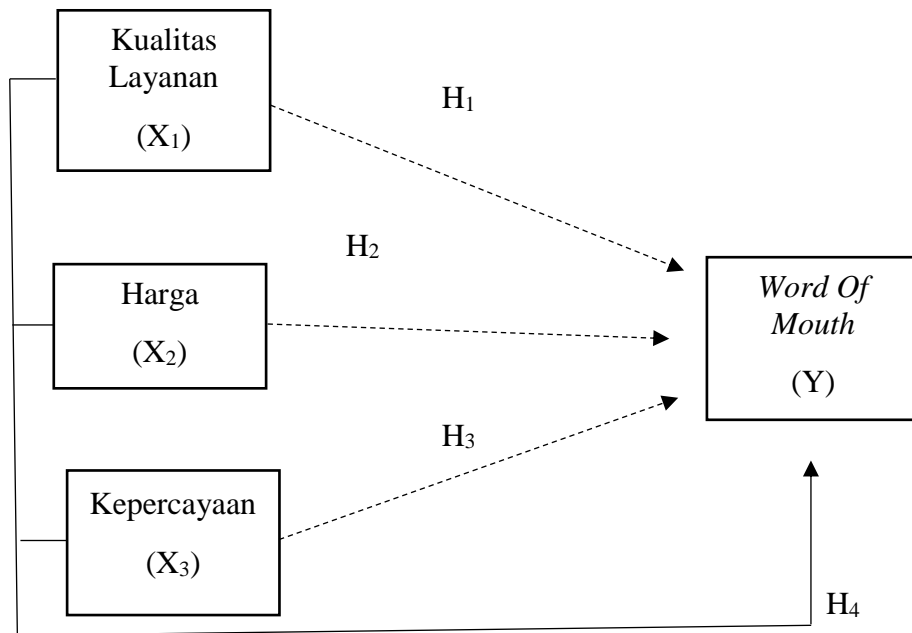 Kualitas
Layanan
(X₁)
H₁
H₂
Harga
(X₂)
Word Of
Mouth
(Y)
H₃
Kepercayaan
(X₃)
H₄